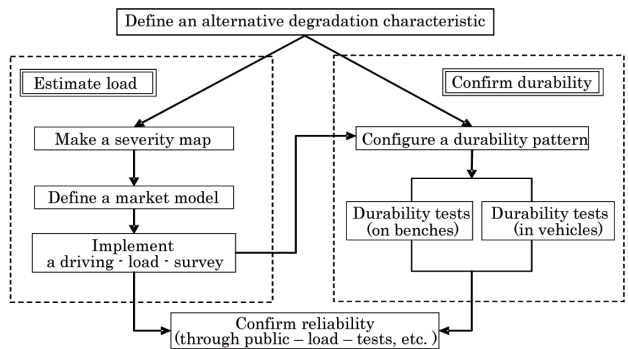 Define an alternative degradation characteristic
Estimate load
Confirm durability
Make a severity map
Configure a durability pattern
Define a market model
Durability tests
(on benches)
Durability tests
(in vehicles)
Implement
a driving - load - survey
Confirm reliability
(through public – load – tests, etc. )